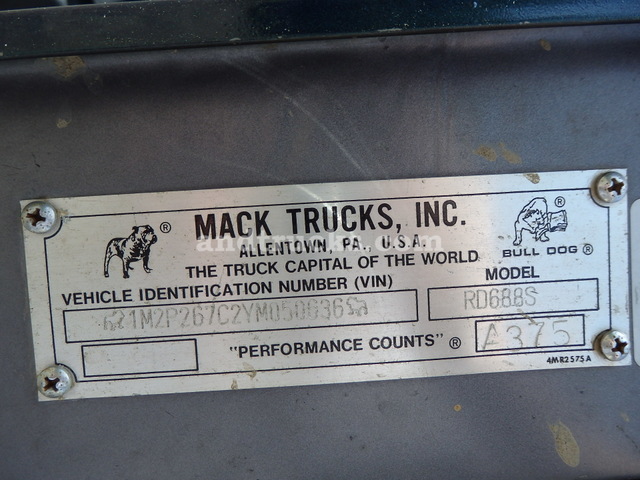 MACK TRUCKS, INC.
ALLENTOWN, PA., U.S.A.
THE TRUCK CAPITAL OF THE WORLD
BULL DOG ®
VEHICLE IDENTIFICATION NUMBER (VIN)
MODEL
RD688S
"PERFORMANCE COUNTS" ®
A375
4MR2575A